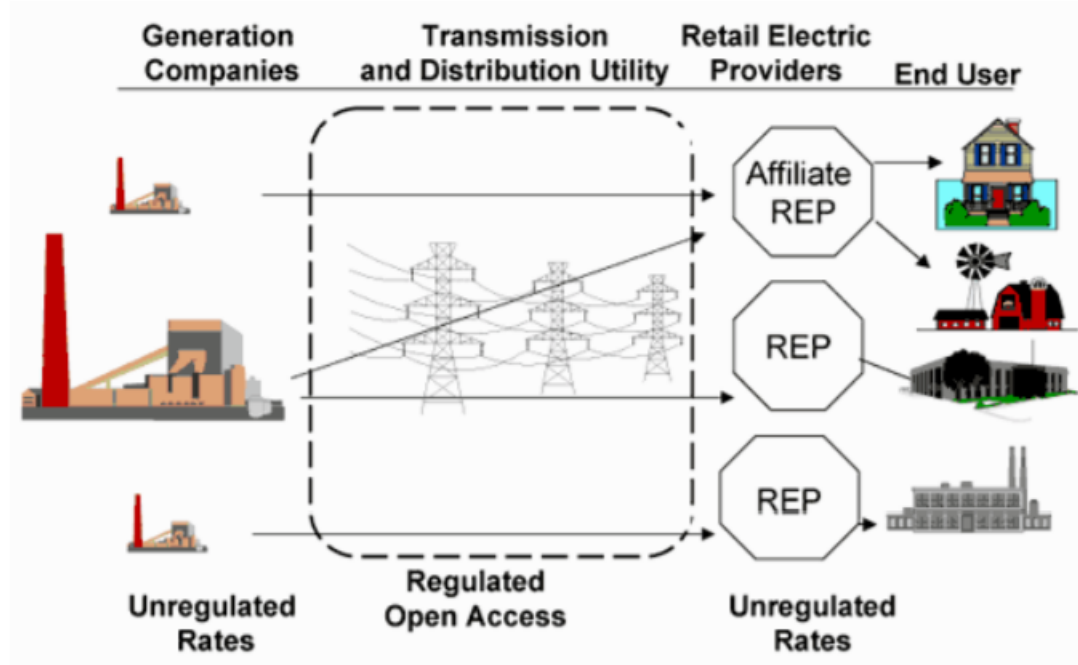 Generation
Companies
Transmission
and Distribution Utility
Retail Electric
Providers
End User
Affiliate
REP
REP
REP
Unregulated
Rates
Regulated
Open Access
Unregulated
Rates